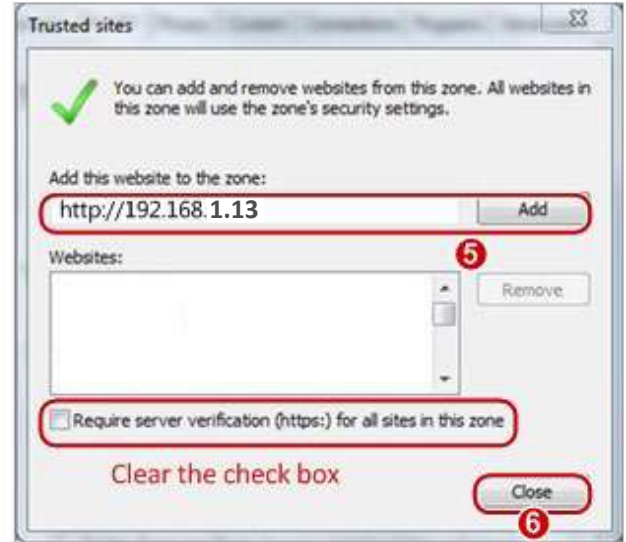 Trusted sites
You can add and remove websites from this zone. All websites in
this zone will use the zone's security settings.
Add this website to the zone:
http://192.168.1.13
Add
5
Websites:
Remove
Require server verification (https:) for all sites in this zone
Clear the check box
Close
6